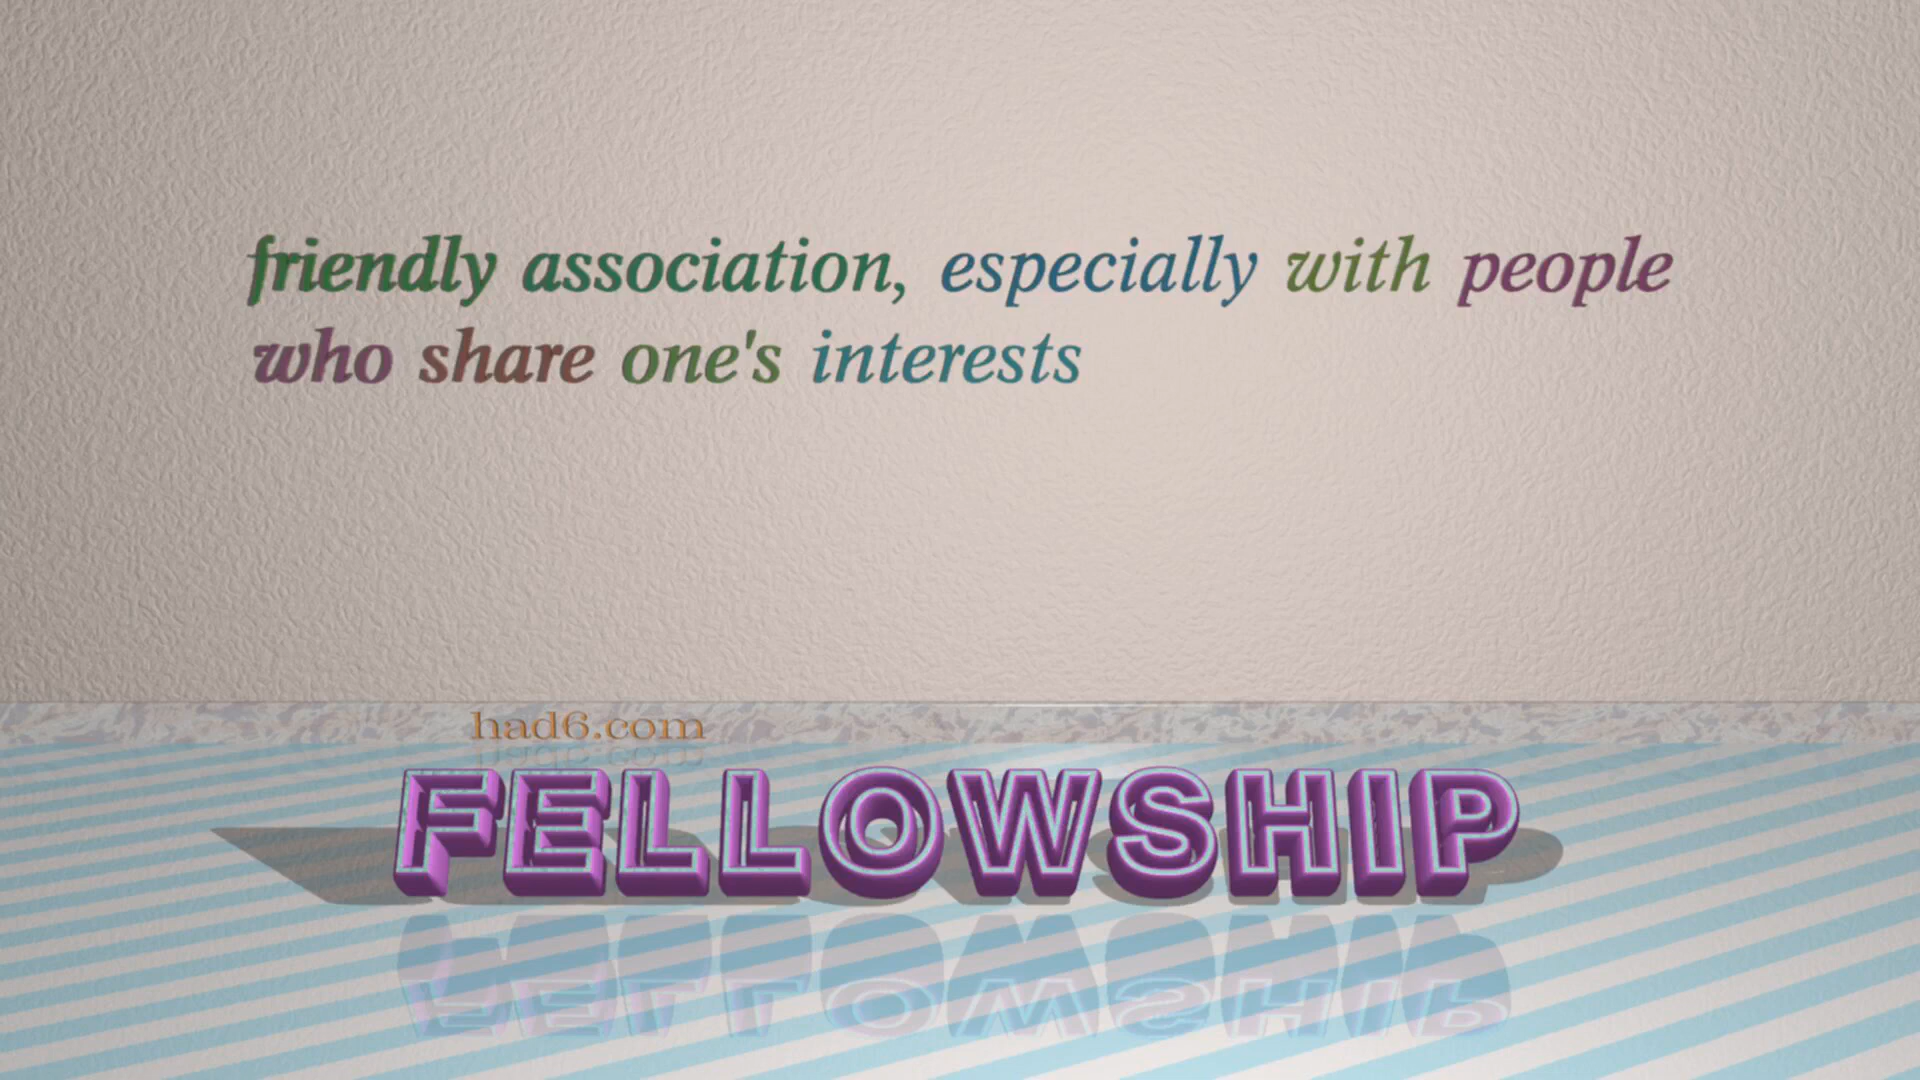 friendly association, especially with people
who share one's interests
had6.com
FELLOWSHIP